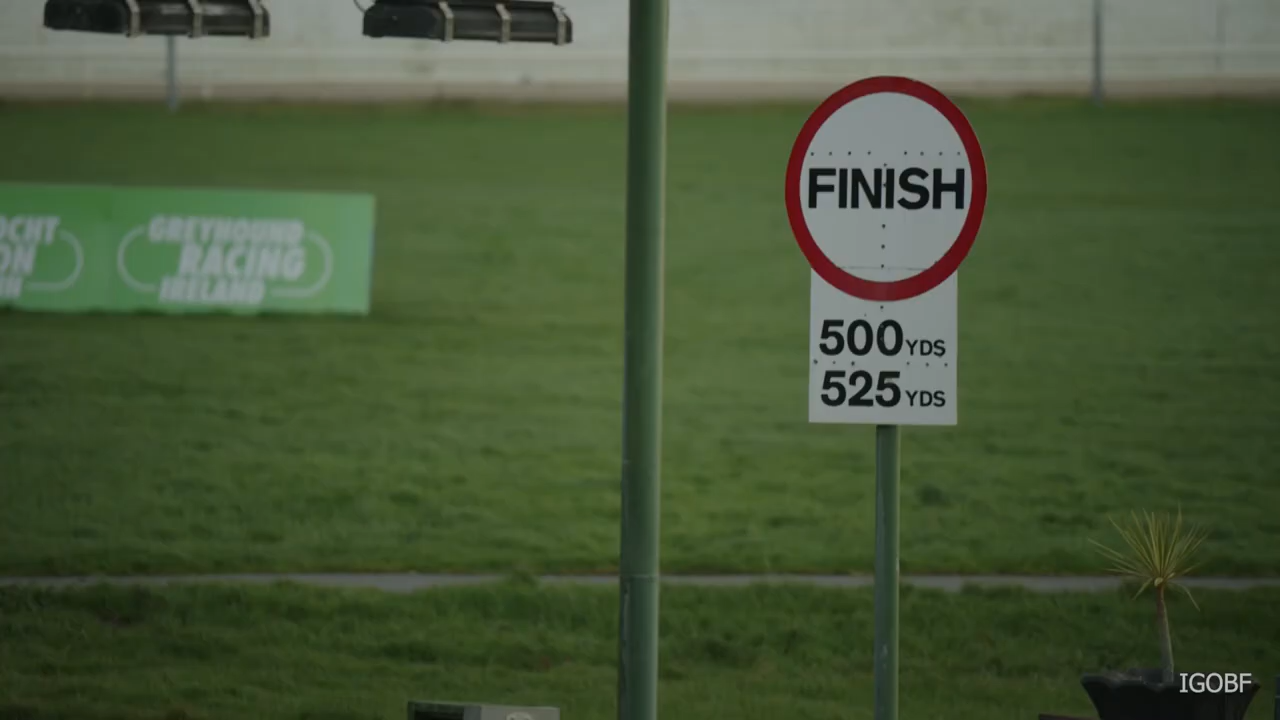 FINISH
500 YDS
525 YDS
GREYHOUND
RACING
IRELAND
IGOBF